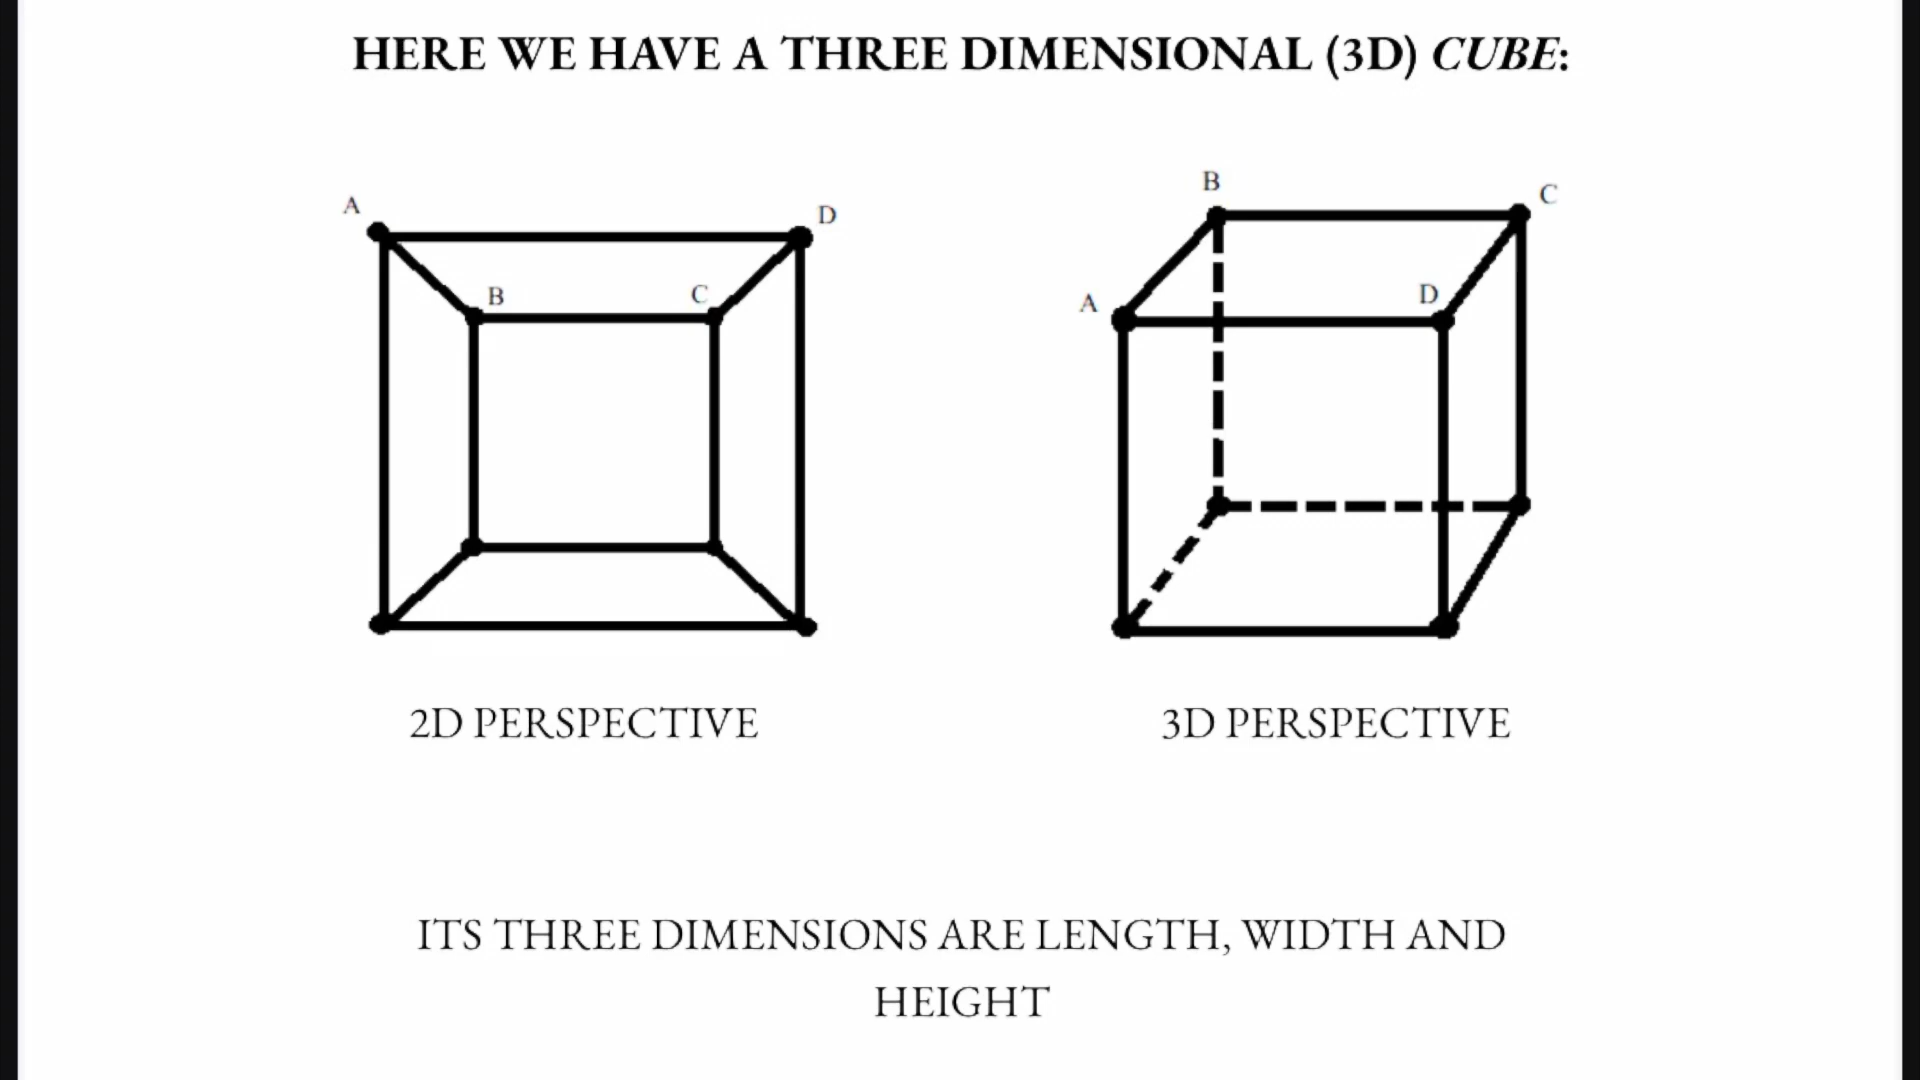 HERE WE HAVE A THREE DIMENSIONAL (3D) CUBE:
A
D
B
C
B
C
A
D
2D PERSPECTIVE
3D PERSPECTIVE
ITS THREE DIMENSIONS ARE LENGTH, WIDTH AND
HEIGHT